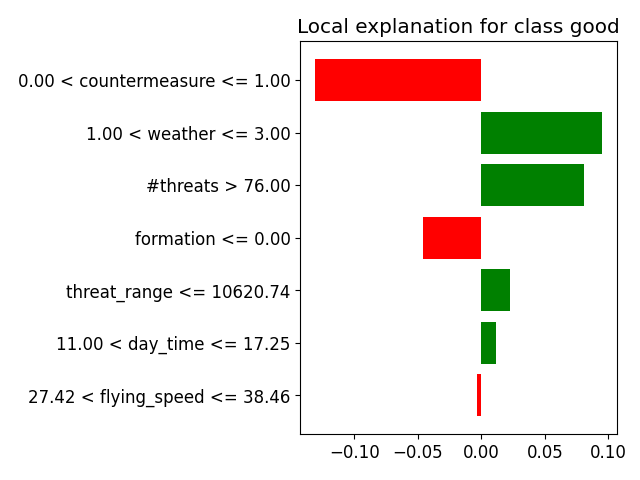 Local explanation for class good
0.00 < countermeasure <= 1.00
1.00 < weather <= 3.00
#threats > 76.00
formation <= 0.00
threat_range <= 10620.74
11.00 < day_time <= 17.25
27.42 < flying_speed <= 38.46
−0.10 −0.05 0.00 0.05 0.10